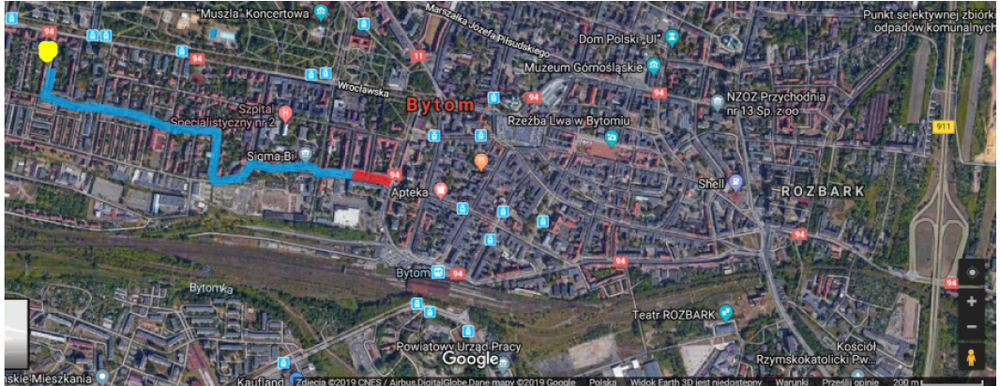 "Muszla" Koncertowa
Marszałka Józefa Piłsudskiego
Punkt selektywnej zbiórki
odpadów komunalnych
94
94
11
Dom Polski „Ul"
Muzeum Górnośląskie
Wrocławska
94
94
Bytom
NZOZ Przychodnia
nr 13 Sp. z oo
Szpital
Specjalistyczny nr 2
H
Rzeźba Lwa w Bytomiu
911
Sigma Bi
94
Apteka
Shell
ROZBARK
94
94
Bytom
94
94
Bytomka
Teatr ROZBARK
Powiatowy Urząd Pracy
Google
Kościół
Rzymskokatolicki Pw...
ńskie Mieszkania
Kaufland
Zdjęcia ©2019 CNES / Airbus,DigitalGlobe Dane mapy ©2019 Google Polska Widok Earth 3D jest niedostępny Warunki Prześlij opinię 200 m